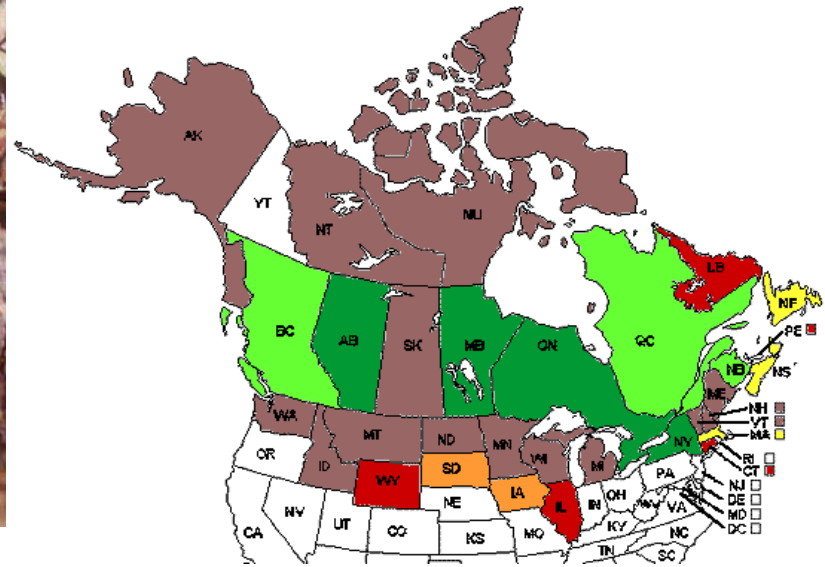 AK
YT
NT
NU
LB
NF
BC
AB
SK
MB
ON
QC
PE
NB
NS
ME
WA
MT
ND
MN
NH
VT
MA
OR
ID
WY
SD
WI
MI
NY
RI
CT
NE
IA
IL
IN
OH
PA
NJ
DE
MD
DC
CA
NV
UT
CO
KS
MO
KY
WV
VA
TN
NC
SC